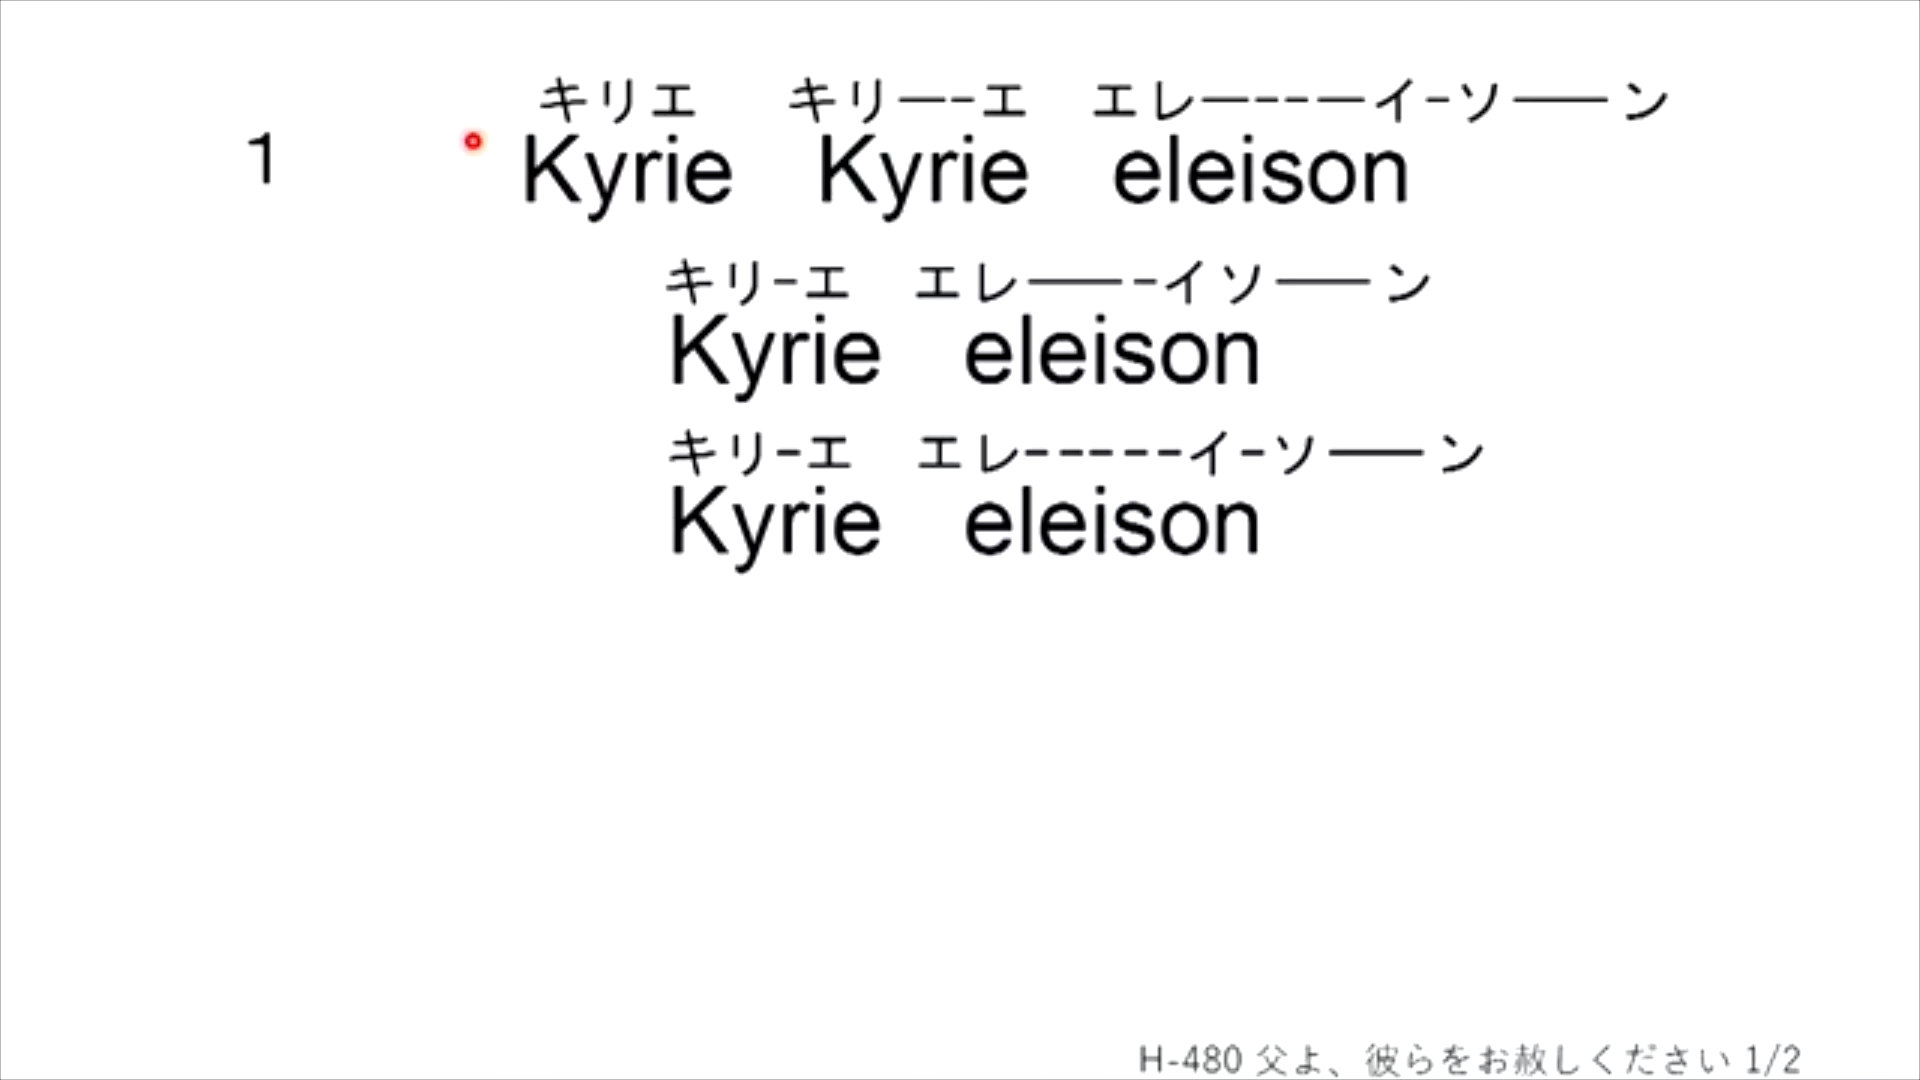 キリエ キリ―-エ エレ―---―イ-ソ――ン
1 Kyrie Kyrie eleison
キリ-エ エレ――-イソ――ン
Kyrie eleison
キリ-エ エレ-----イ-ソ――ン
Kyrie eleison
H-480 父よ、彼らをお赦しください 1/2